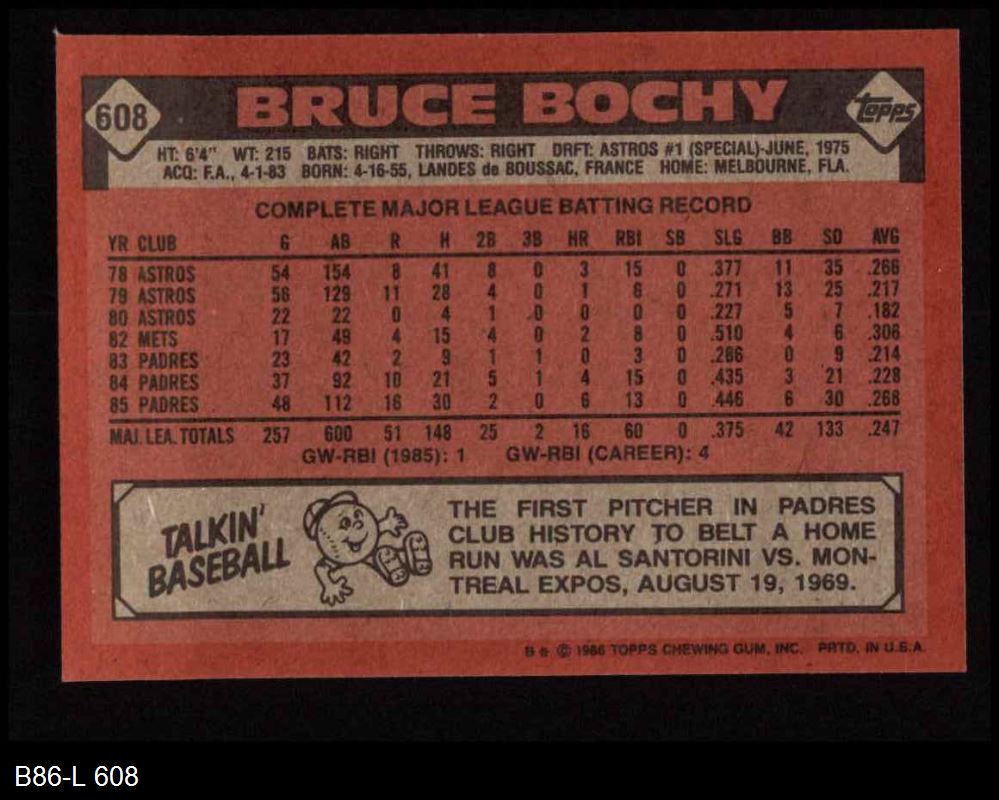 608
BRUCE BOCHY
topps
HT: 6'4" WT: 215 BATS: RIGHT THROWS: RIGHT DRFT: ASTROS #1 (SPECIAL)-JUNE, 1975
ACQ: F.A., 4-1-83 BORN: 4-16-55, LANDES de BOUSSAC, FRANCE HOME: MELBOURNE, FLA.
COMPLETE MAJOR LEAGUE BATTING RECORD
YR CLUB G AB R H 2B 3B HR RBI SB SLG BB SO AVG
78 ASTROS 54 154 8 41 8 0 3 15 0 .377 11 35 .266
79 ASTROS 56 129 11 28 4 0 1 6 0 .271 13 25 .217
80 ASTROS 22 22 0 4 1 0 0 0 0 .227 5 7 .182
82 METS 17 49 4 15 4 0 2 8 0 .510 4 6 .306
83 PADRES 23 42 2 9 1 1 0 3 0 .286 0 9 .214
84 PADRES 37 92 10 21 5 1 4 15 0 .435 3 21 .228
85 PADRES 48 112 16 30 2 0 6 13 0 .446 6 30 .268
MAJ. LEA. TOTALS 257 600 51 148 25 2 16 60 0 .375 42 133 .247
GW-RBI (1985): 1 GW-RBI (CAREER): 4
TALKIN'
BASEBALL
THE FIRST PITCHER IN PADRES
CLUB HISTORY TO BELT A HOME
RUN WAS AL SANTORINI VS. MON-
TREAL EXPOS, AUGUST 19, 1969.
© 1986 TOPPS CHEWING GUM, INC. PRTD. IN U.S.A.
B86-L 608